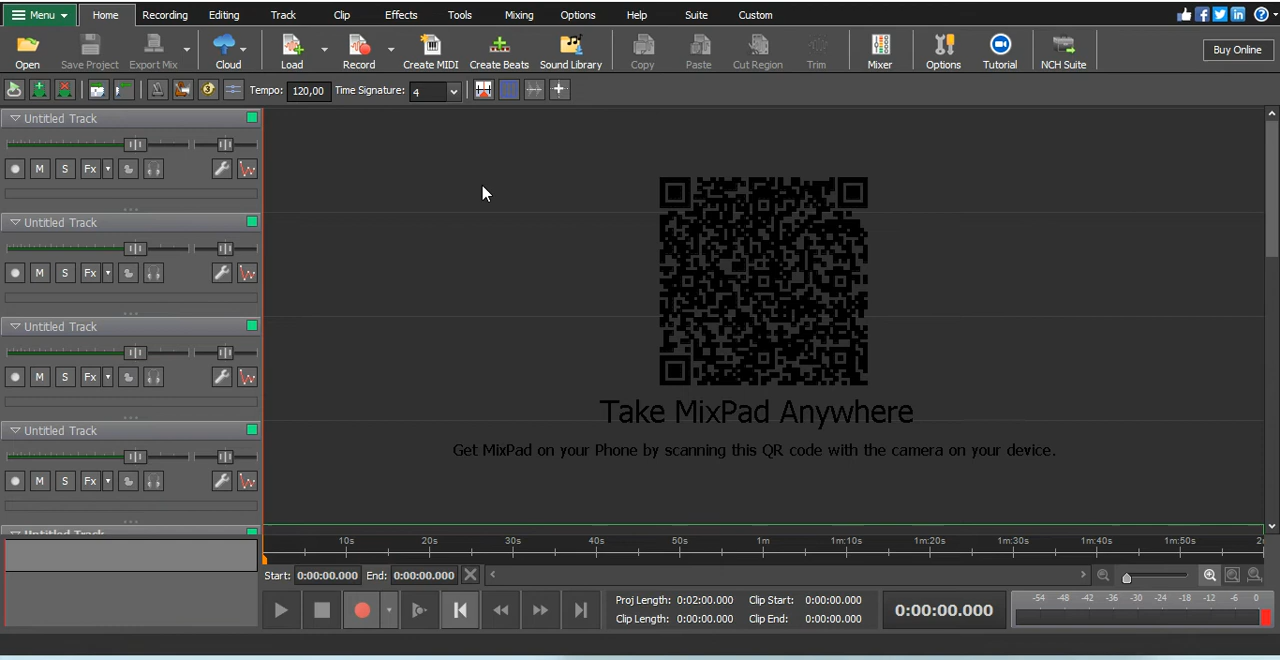 Menu Home Recording Editing Track Clip Effects Tools Mixing Options Help Suite Custom
Open Save Project Export Mix Cloud Load Record Create MIDI Create Beats Sound Library Copy Paste Cut Region Trim Mixer Options Tutorial NCH Suite Buy Online
Tempo: 120,00 Time Signature: 4
Untitled Track
M S Fx
Untitled Track
M S Fx
Untitled Track
M S Fx
Untitled Track
M S Fx
Untitled Track
Take MixPad Anywhere
Get MixPad on your Phone by scanning this QR code with the camera on your device.
10s 20s 30s 40s 50s 1m 1m:10s 1m:20s 1m:30s 1m:40s 1m:50s
Start: 0:00:00.000 End: 0:00:00.000
Proj Length: 0:02:00.000 Clip Start: 0:00:00.000
Clip Length: 0:00:00.000 Clip End: 0:00:00.000
0:00:00.000
-54 -48 -42 -36 -30 -24 -18 -12 -6 0